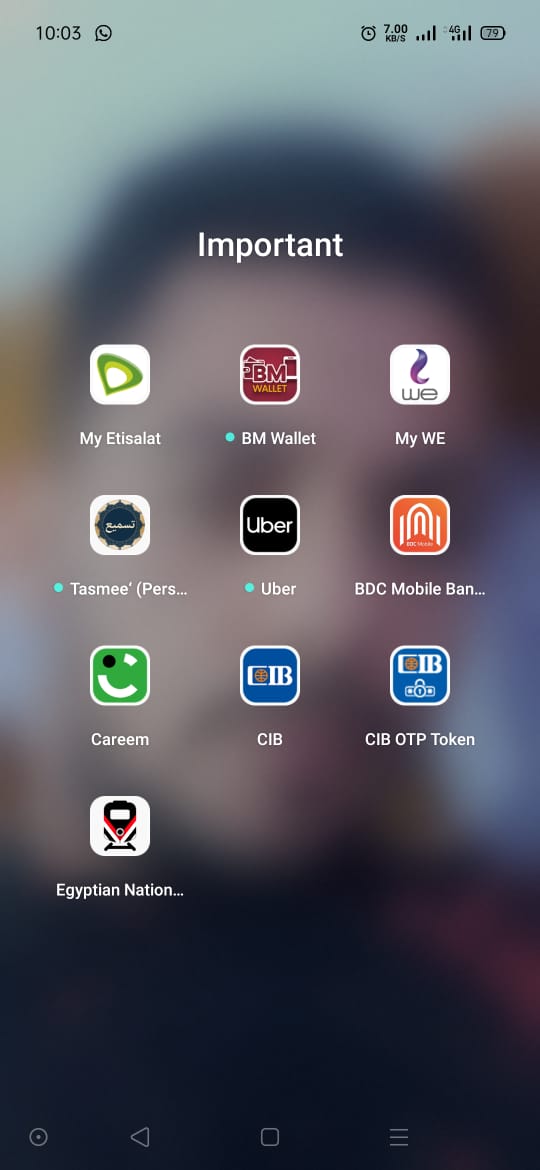 10:03
7.00
KB/S
4G
79
Important
BM
WALLET
we
My Etisalat
BM Wallet
My WE
تسميع
Uber
BDC Mobile
Tasmee‘ (Pers...
Uber
BDC Mobile Ban...
CIB
CIB
Careem
CIB
CIB OTP Token
Egyptian Nation...